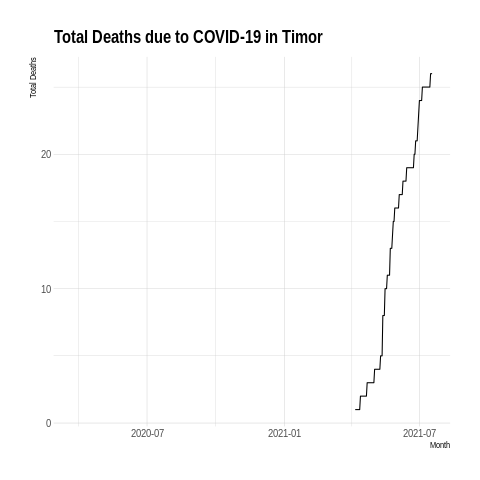 Total Deaths due to COVID-19 in Timor
Total Deaths
20
10
0
2020-07
2021-01
2021-07
Month